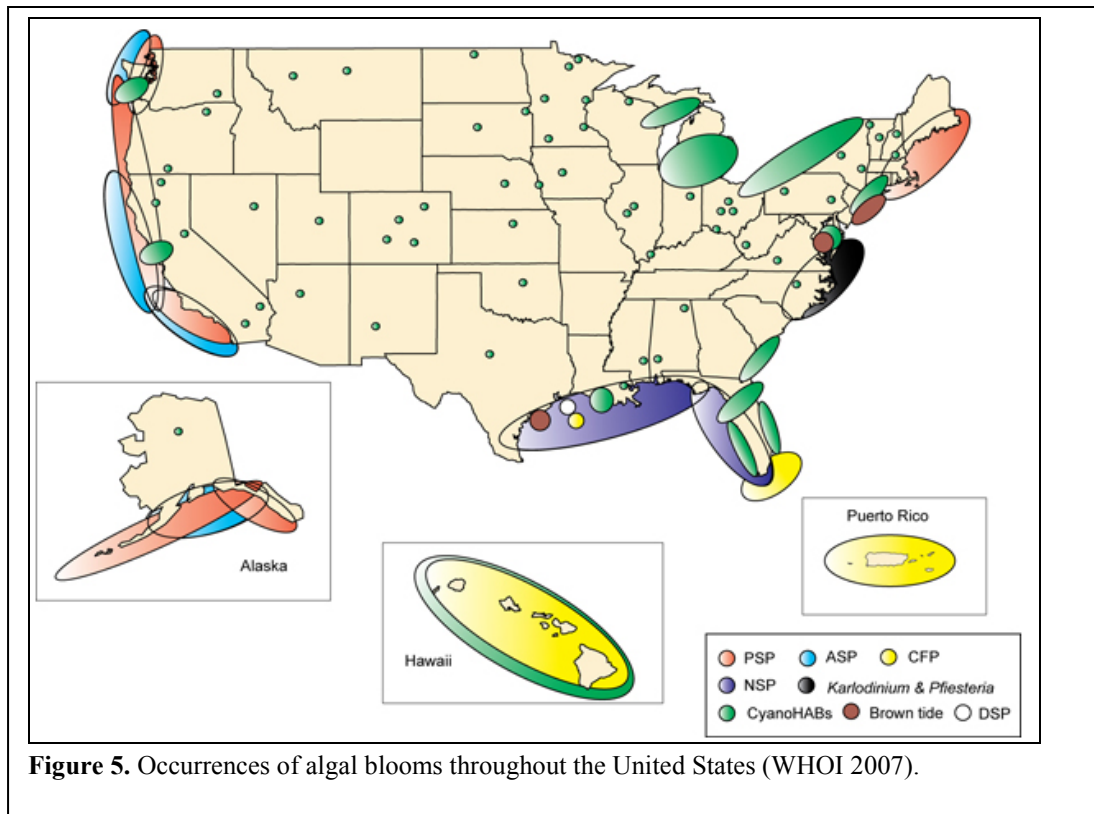 Puerto Rico
Alaska
Hawaii
PSP ASP CFP
NSP Karlodinium & Pfiesteria
CyanoHABs Brown tide DSP
Figure 5. Occurrences of algal blooms throughout the United States (WHOI 2007).